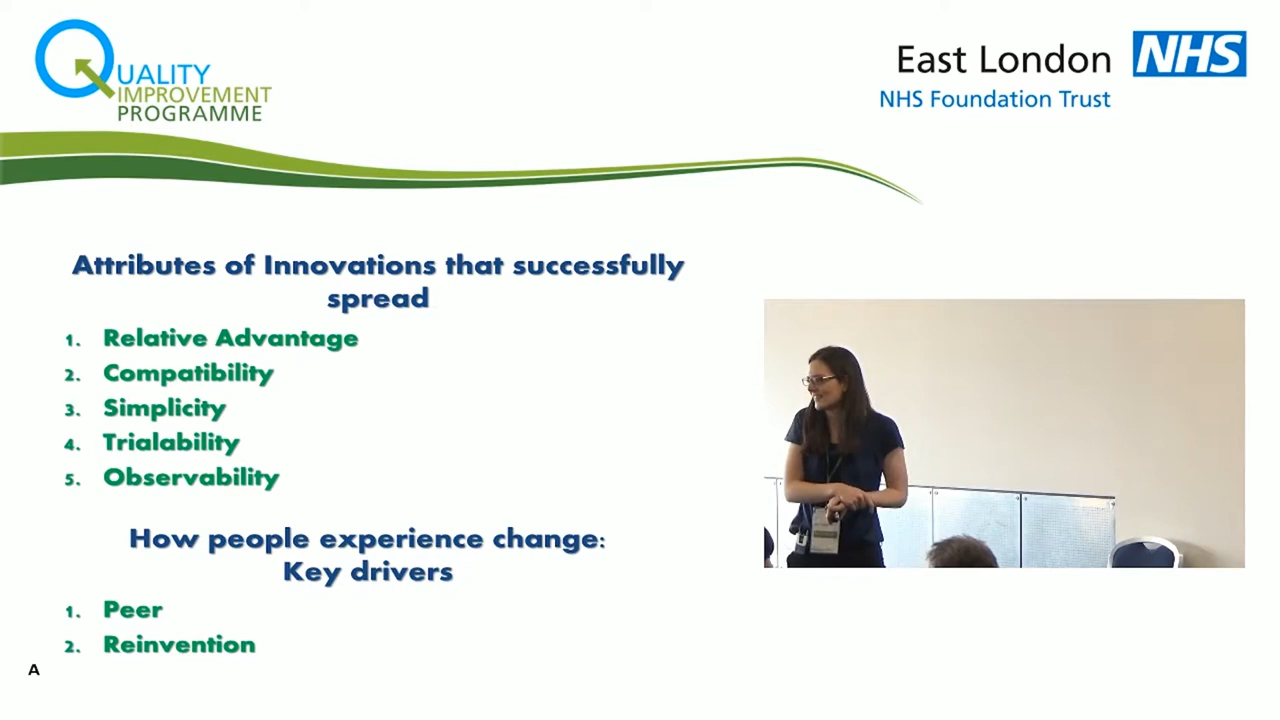 QUALITY
IMPROVEMENT
PROGRAMME
East London NHS
NHS Foundation Trust
Attributes of Innovations that successfully
spread
1. Relative Advantage
2. Compatibility
3. Simplicity
4. Trialability
5. Observability
How people experience change:
Key drivers
1. Peer
2. Reinvention
A